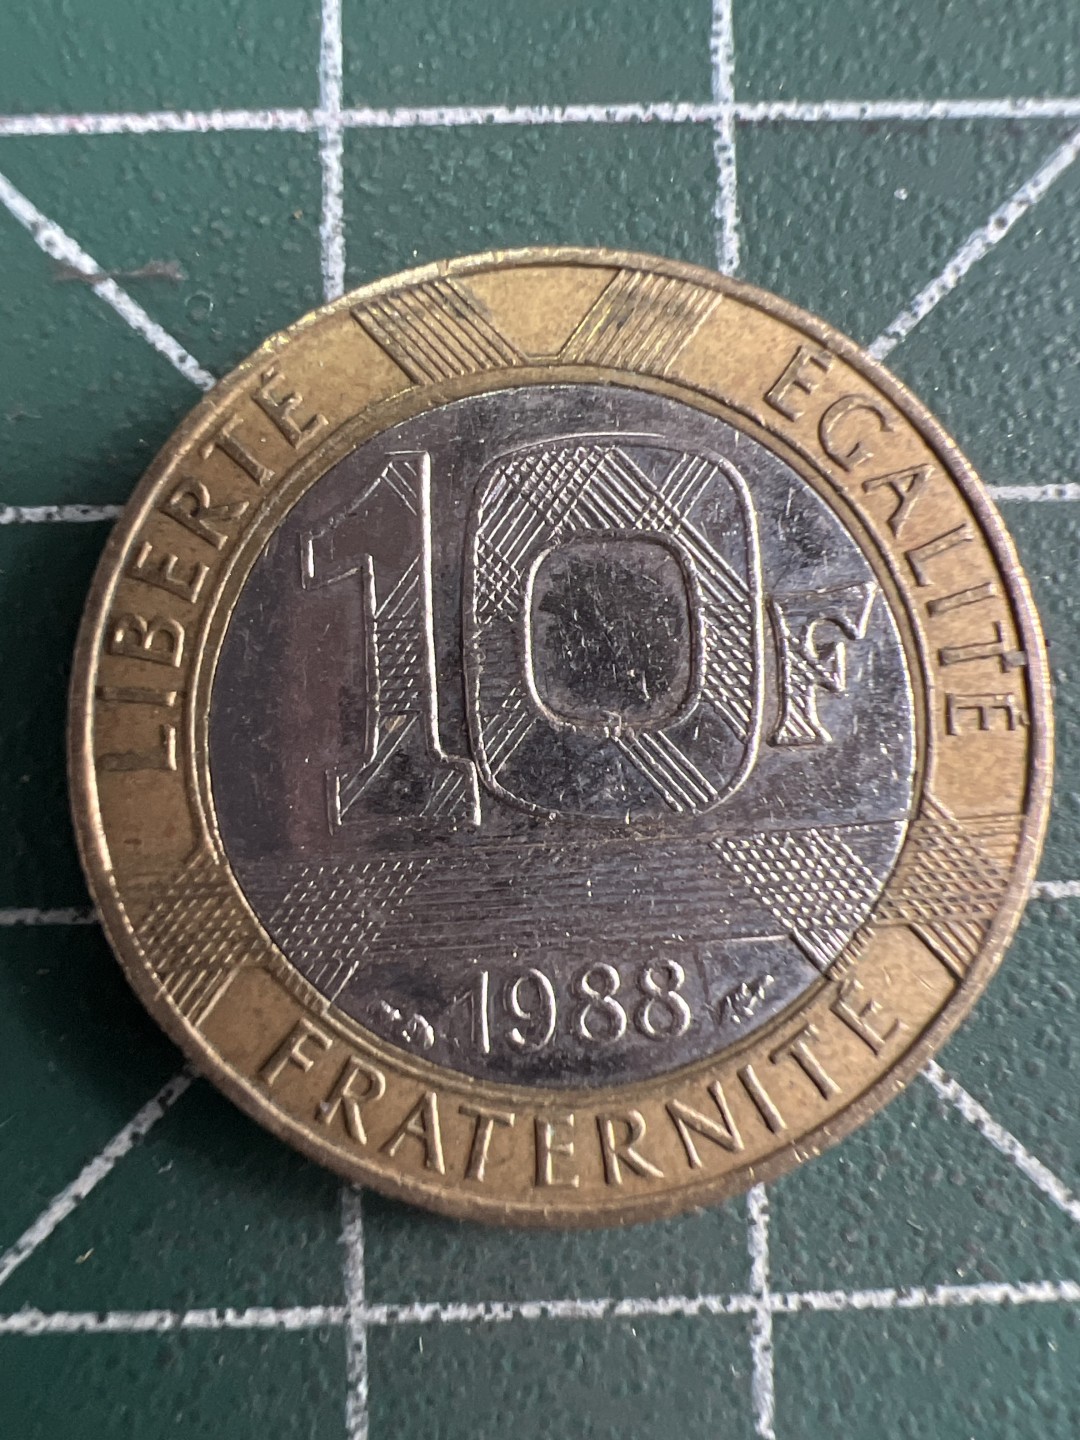 LIBERTÉ
ÉGALITÉ
10F
1988
FRATERNITÉ